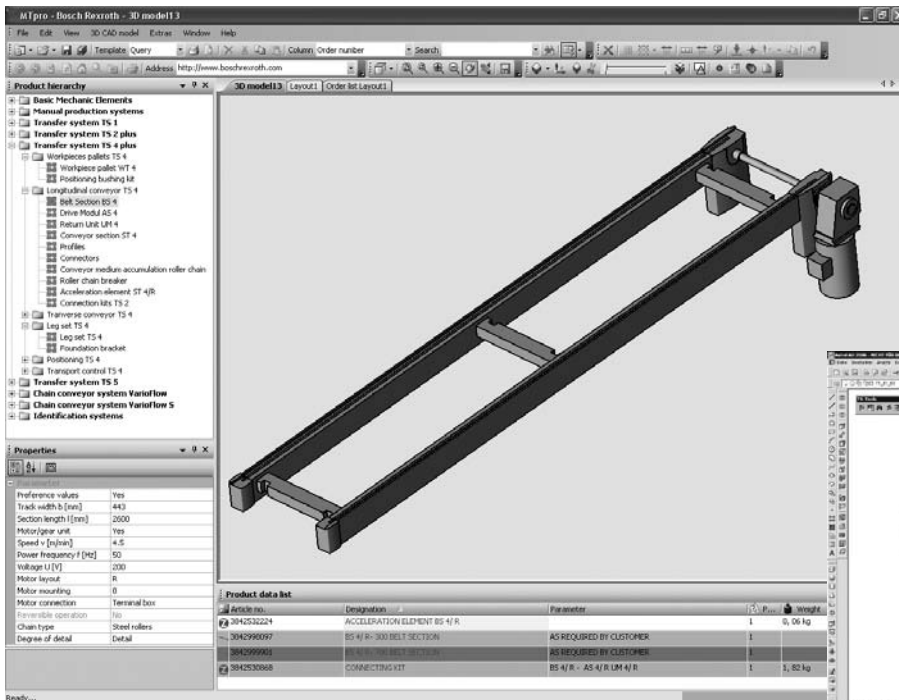 MTpro - Bosch Rexroth - 3D model13
File Edit View 3D CAD model Extras Window Help
Template Query Column Order number Search
Address http://www.boschrexroth.com
Product hierarchy
3D model13 Layout1 Order list Layout1
Basic Mechanic Elements
Manual production systems
Transfer system TS 1
Transfer system TS 2 plus
Transfer system TS 4 plus
Workpieces pallets TS 4
Workpiece pallet WT 4
Positioning bushing kit
Longitudinal conveyor TS 4
Belt Section BS 4
Drive Modul AS 4
Return Unit UM 4
Conveyor section ST 4
Profiles
Connectors
Conveyor medium accumulation roller chain
Roller chain breaker
Acceleration element ST 4/R
Connection kits TS 2
Tranverse conveyor TS 4
Leg set TS 4
Leg set TS 4
Foundation bracket
Positioning TS 4
Transport control TS 4
Transfer system TS 5
Chain conveyor system VarioFlow
Chain conveyor system VarioFlow S
Identification systems
Properties
Parameter
Preference values Yes
Track width b [mm] 443
Section length l [mm] 2600
Motor/gear unit Yes
Speed v [m/min] 4.5
Power frequency f [Hz] 50
Voltage U [V] 200
Motor layout R
Motor mounting 0
Motor connection Terminal box
Reversible operation No
Chain type Steel rollers
Degree of detail Detail
Product data list
Article no. Designation Parameter P... Weight
3842532224 ACCELERATION ELEMENT BS 4/ R 1 0, 06 kg
3842998097 BS 4/ R- 300 BELT SECTION AS REQUIRED BY CUSTOMER 1
3842999901 BS 4/ R- 700 BELT SECTION AS REQUIRED BY CUSTOMER 1
3842530868 CONNECTING KIT BS 4/ R - AS 4/ R UM 4/ R 1 1, 82 kg
Ready...